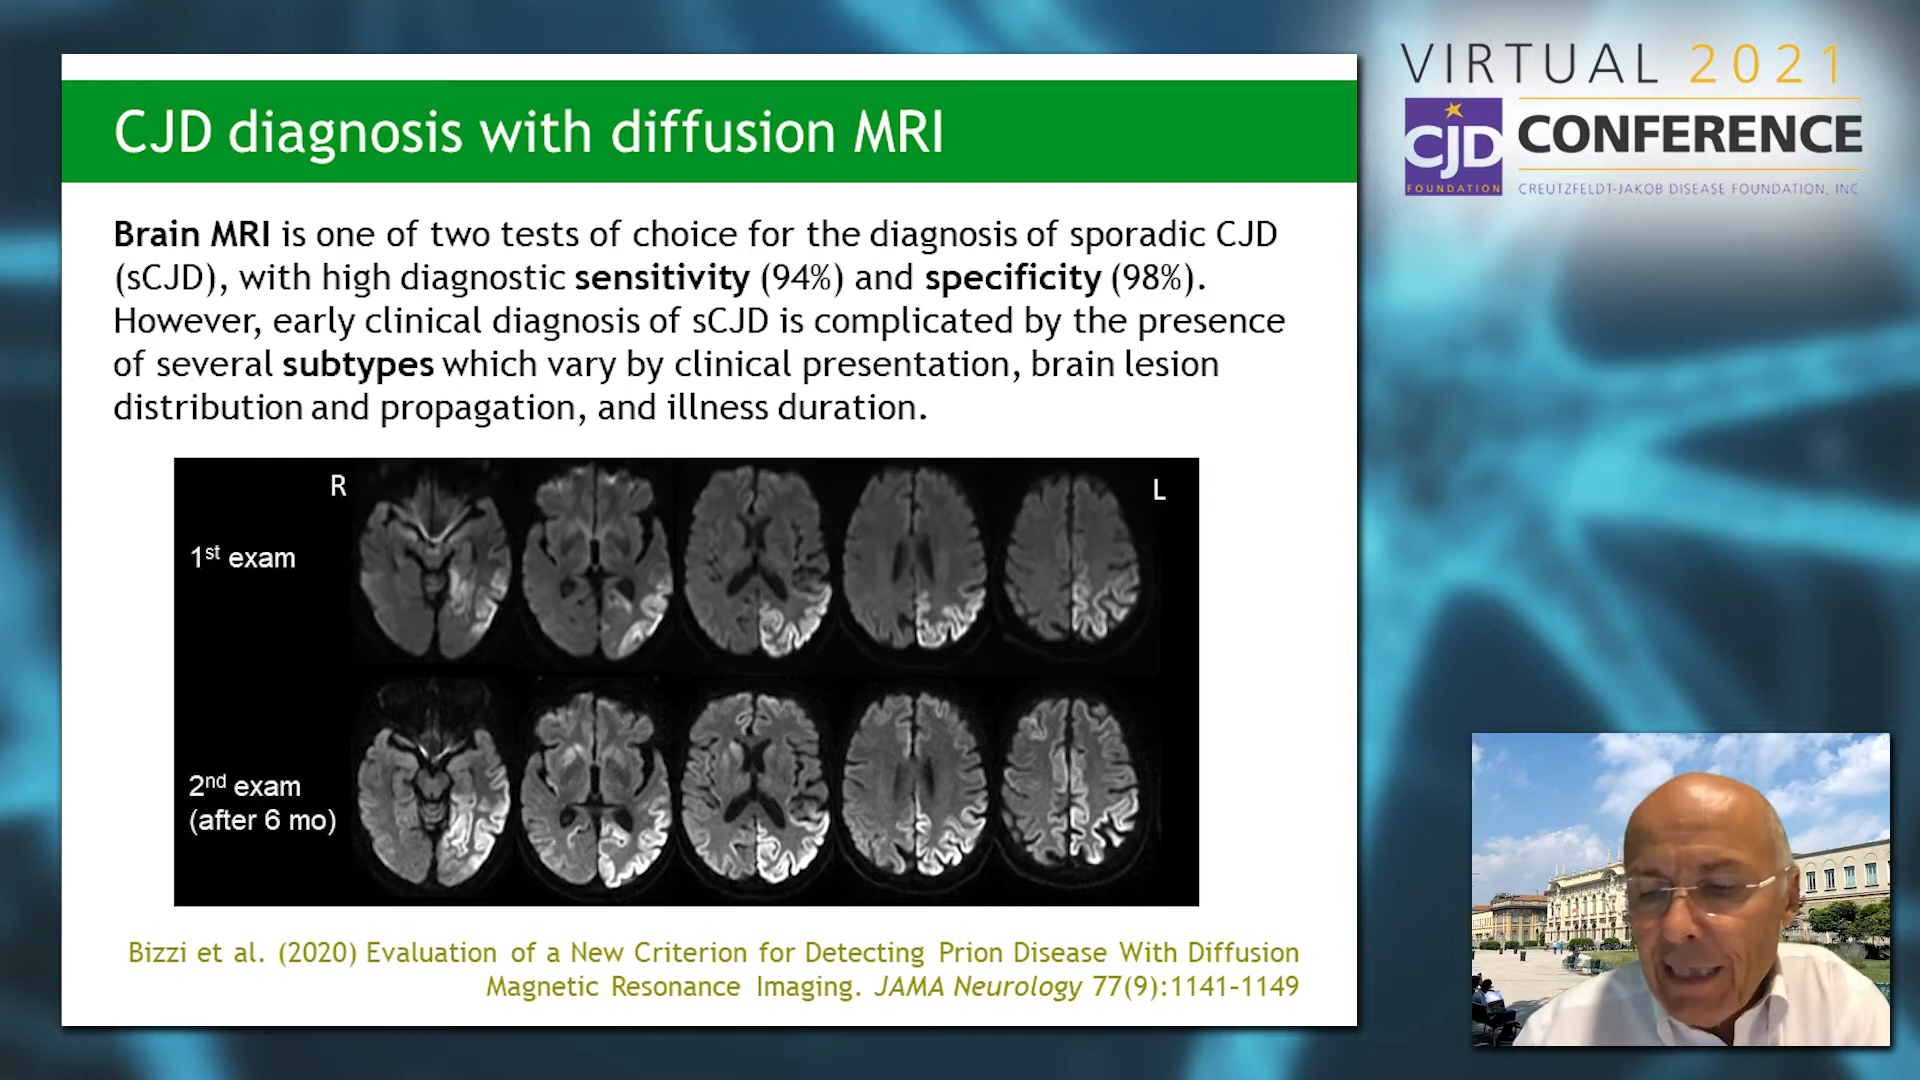 CJD diagnosis with diffusion MRI
Brain MRI is one of two tests of choice for the diagnosis of sporadic CJD
(sCJD), with high diagnostic sensitivity (94%) and specificity (98%).
However, early clinical diagnosis of sCJD is complicated by the presence
of several subtypes which vary by clinical presentation, brain lesion
distribution and propagation, and illness duration.
R
L
1st exam
2nd exam
(after 6 mo)
Bizzi et al. (2020) Evaluation of a New Criterion for Detecting Prion Disease With Diffusion
Magnetic Resonance Imaging. JAMA Neurology 77(9):1141–1149
VIRTUAL 2021
CJD
FOUNDATION
CONFERENCE
CREUTZFELDT-JAKOB DISEASE FOUNDATION, INC